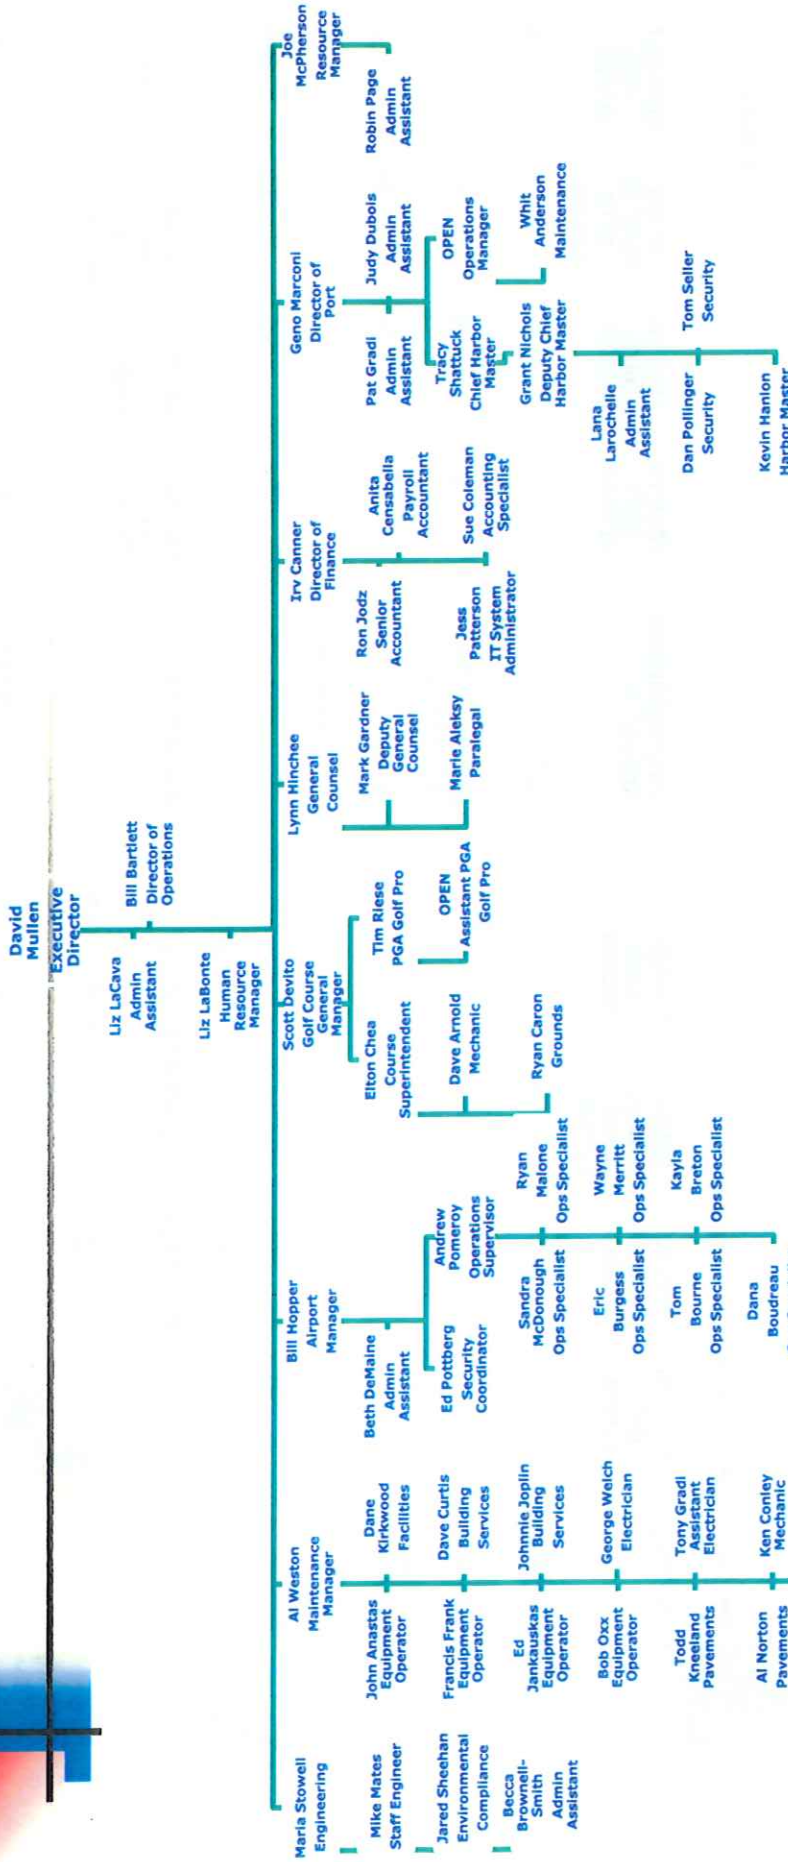 David
Mullen
Executive
Director
Liz LaCava
Admin
Assistant
Bill Bartlett
Director of
Operations
Liz LaBonte
Human
Resource
Manager
Maria Stowell
Engineering
Mike Mates
Staff Engineer
Jared Sheehan
Environmental
Compliance
Becca
Brownell-
Smith
Admin
Assistant
Al Weston
Maintenance
Manager
John Anastas
Equipment
Operator
Dane
Kirkwood
Facilities
Francis Frank
Equipment
Operator
Dave Curtis
Building
Services
Ed
Jankauskas
Equipment
Operator
Johnnie Joplin
Building
Services
Bob Oxx
Equipment
Operator
George Welch
Electrician
Todd
Kneeland
Pavements
Tony Gradi
Assistant
Electrician
Al Norton
Pavements
Ken Conley
Mechanic
Bill Hopper
Airport
Manager
Beth DeMaine
Admin
Assistant
Ed Pottberg
Security
Coordinator
Andrew
Pomeroy
Operations
Supervisor
Sandra
McDonough
Ops Specialist
Ryan
Malone
Ops Specialist
Eric
Burgess
Ops Specialist
Wayne
Merritt
Ops Specialist
Tom
Bourne
Ops Specialist
Kayla
Breton
Ops Specialist
Dana
Boudreau
Scott Devito
Golf Course
General
Manager
Elton Chea
Course
Superintendent
Tim Riese
PGA Golf Pro
Dave Arnold
Mechanic
OPEN
Assistant PGA
Golf Pro
Ryan Caron
Grounds
Lynn Hinchee
General
Counsel
Mark Gardner
Deputy
General
Counsel
Marie Aleksy
Paralegal
Irv Canner
Director of
Finance
Ron Jodz
Senior
Accountant
Anita
Censabella
Payroll
Accountant
Jess
Patterson
IT System
Administrator
Sue Coleman
Accounting
Specialist
Geno Marconi
Director of
Port
Pat Gradi
Admin
Assistant
Judy Dubois
Admin
Assistant
Tracy
Shattuck
Chief Harbor
Master
OPEN
Operations
Manager
Grant Nichols
Deputy Chief
Harbor Master
Whit
Anderson
Maintenance
Lana
Larochelle
Admin
Assistant
Dan Pollinger
Security
Tom Seller
Security
Kevin Hanlon
Harbor Master
Joe
McPherson
Resource
Manager
Robin Page
Admin
Assistant